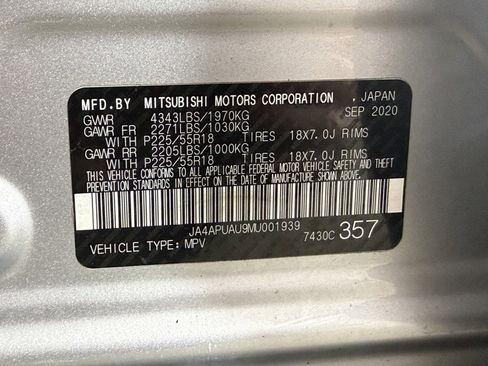 MFD.BY MITSUBISHI MOTORS CORPORATION , JAPAN
GVWR 4343LBS/1970KG SEP 2020
GAWR FR 2271LBS/1030KG
WITH P225/55R18 TIRES 18X7.0J RIMS
GAWR RR 2205LBS/1000KG
WITH P225/55R18 TIRES 18X7.0J RIMS
THIS VEHICLE CONFORMS TO ALL APPLICABLE FEDERAL MOTOR VEHICLE SAFETY AND THEFT
PREVENTION STANDARDS IN EFFECT ON THE DATE OF MANUFACTURE SHOWN ABOVE.
JA4APUAU9MU001939
VEHICLE TYPE: MPV 7430C 357